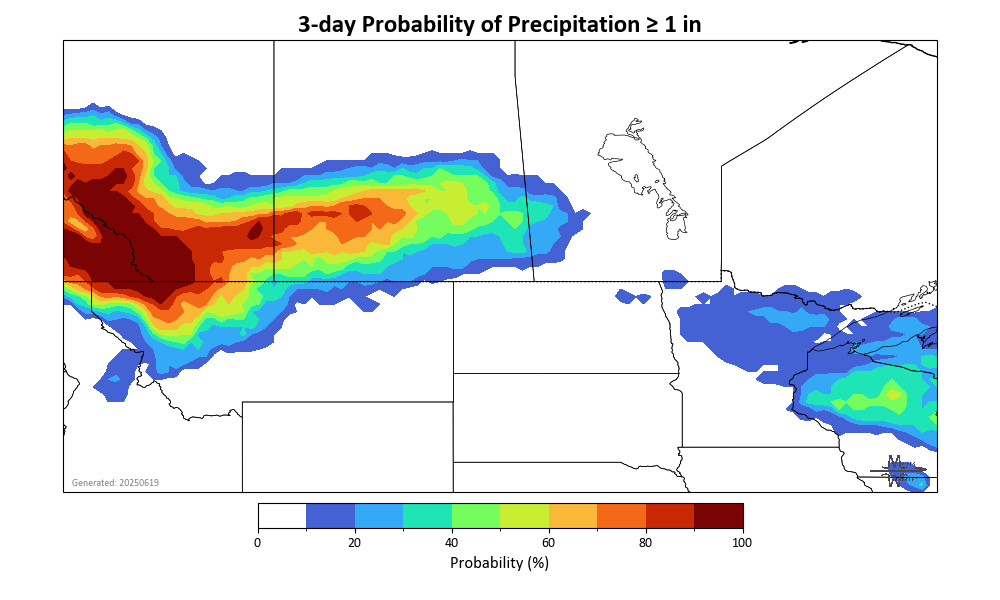 3-day Probability of Precipitation ≥ 1 in
Generated: 20250619
0 20 40 60 80 100
Probability (%)